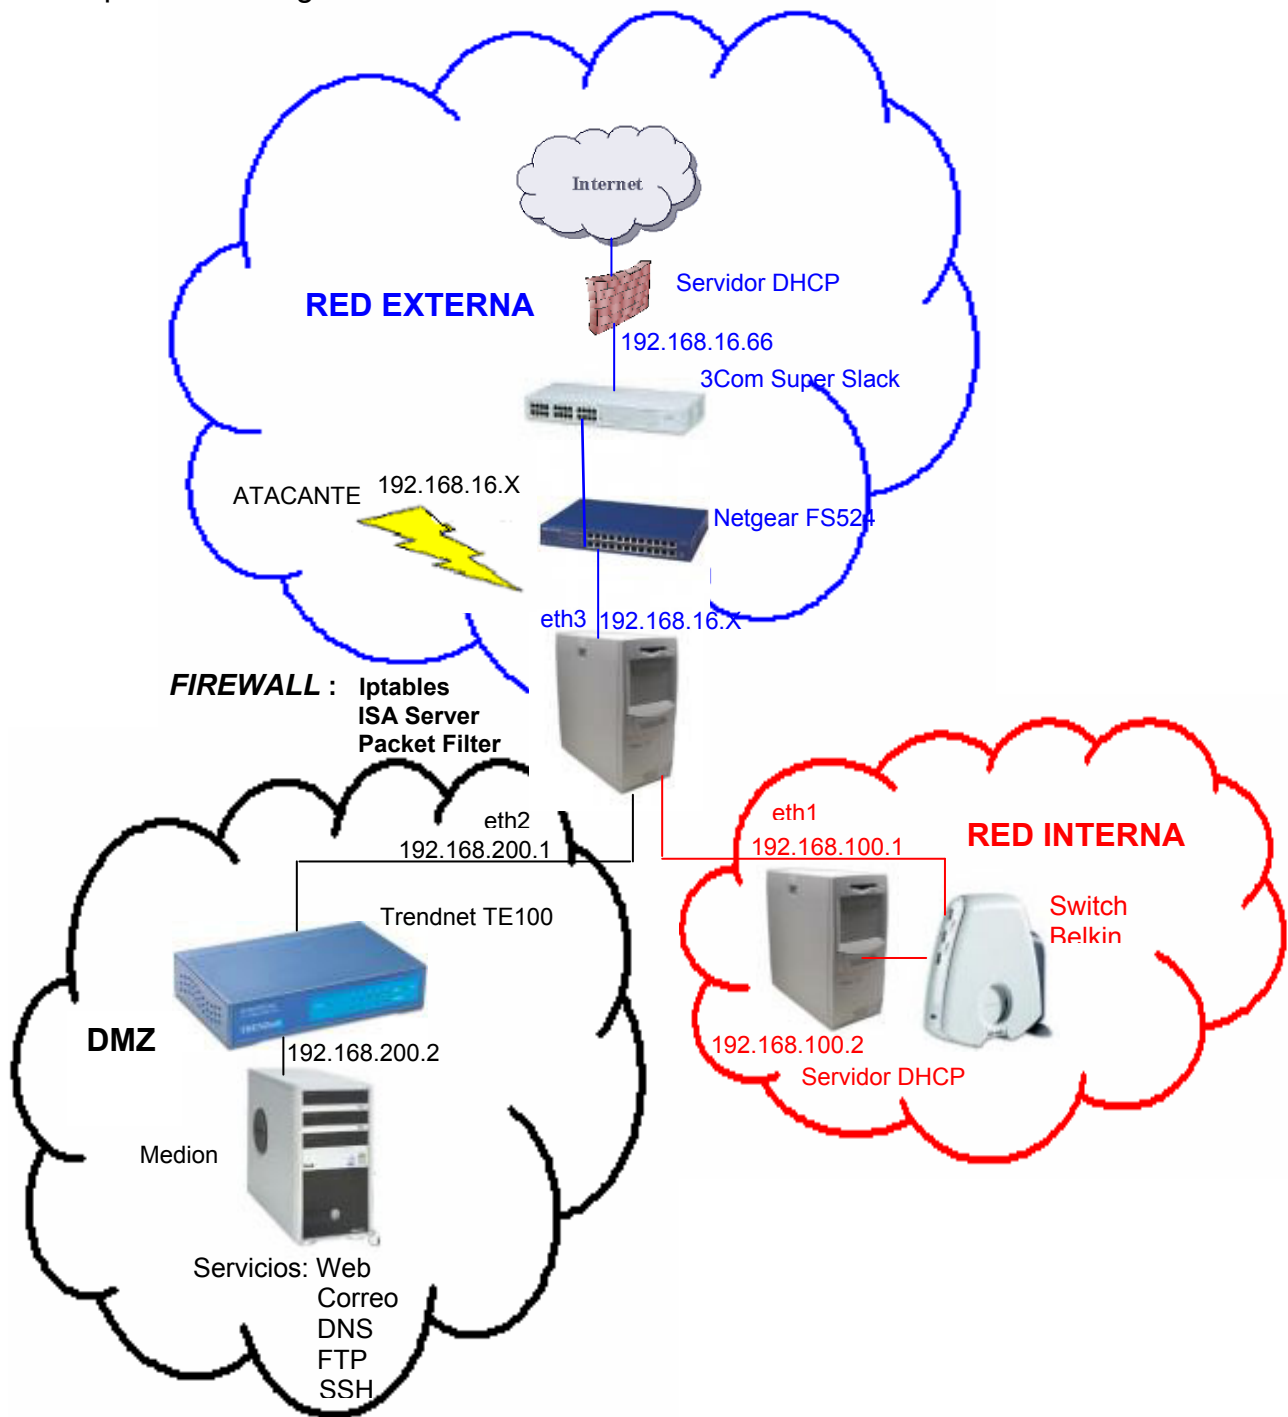 Internet
Servidor DHCP
RED EXTERNA
192.168.16.66
3Com Super Slack
192.168.16.X
ATACANTE
Netgear FS524
eth3
192.168.16.X
FIREWALL : Iptables
ISA Server
Packet Filter
eth2
192.168.200.1
eth1
192.168.100.1
RED INTERNA
Trendnet TE100
Switch
Belkin
DMZ
192.168.200.2
192.168.100.2
Servidor DHCP
Medion
Servicios: Web
Correo
DNS
FTP
SSH